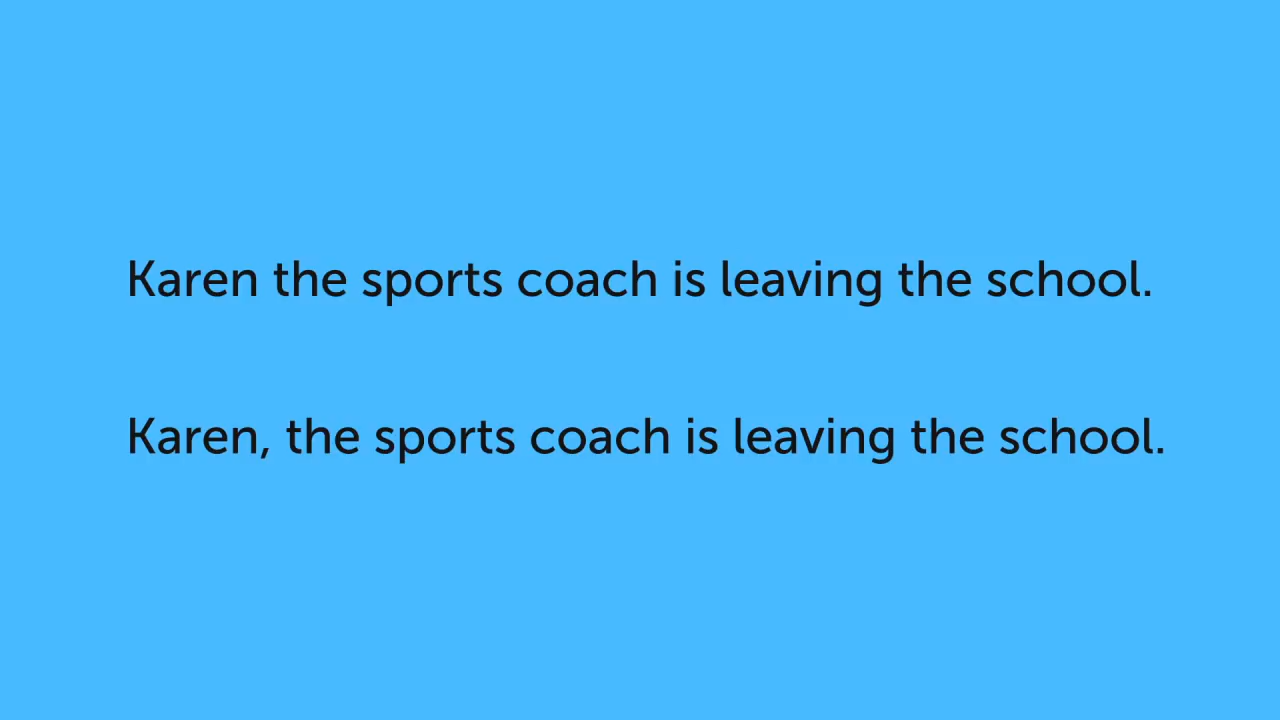 Karen the sports coach is leaving the school.
Karen, the sports coach is leaving the school.